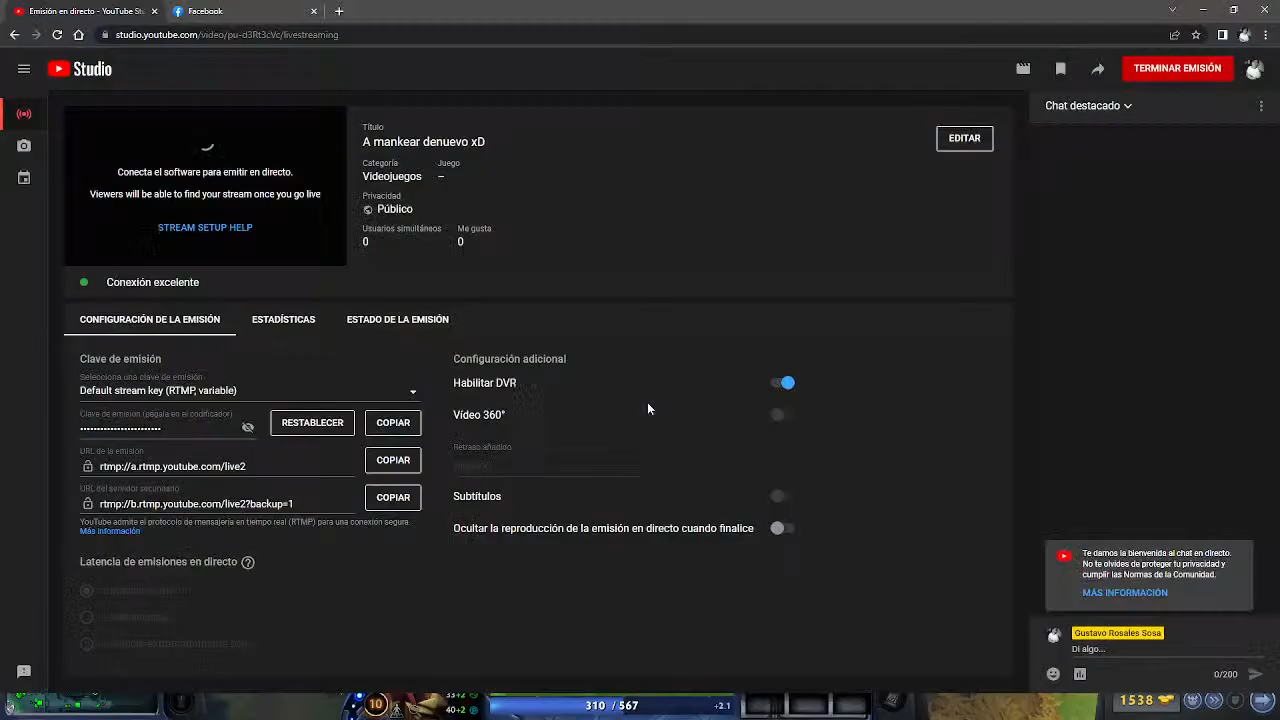 Emisión en directo - YouTube Stu
Facebook
studio.youtube.com/video/pu-d3Rt3cVc/livestreaming
Studio
TERMINAR EMISIÓN
Chat destacado
Conecta el software para emitir en directo.
Viewers will be able to find your stream once you go live
STREAM SETUP HELP
Título
A mankear denuevo xD
EDITAR
Categoría
Juego
Videojuegos
–
Privacidad
Público
Usuarios simultáneos
Me gusta
0
0
Conexión excelente
CONFIGURACIÓN DE LA EMISIÓN
ESTADÍSTICAS
ESTADO DE LA EMISIÓN
Clave de emisión
Selecciona una clave de emisión
Default stream key (RTMP, variable)
Clave de emisión (pégala en el codificador)
RESTABLECER
COPIAR
URL de la emisión
rtmp://a.rtmp.youtube.com/live2
COPIAR
URL del servidor secundario
rtmp://b.rtmp.youtube.com/live2?backup=1
COPIAR
YouTube admite el protocolo de mensajería en tiempo real (RTMP) para una conexión segura.
Más información
Latencia de emisiones en directo
Configuración adicional
Habilitar DVR
Vídeo 360°
Retraso añadido
Subtítulos
Ocultar la reproducción de la emisión en directo cuando finalice
Te damos la bienvenida al chat en directo.
No te olvides de proteger tu privacidad y
cumplir las Normas de la Comunidad.
MÁS INFORMACIÓN
Gustavo Rosales Sosa
Di algo...
0/200
10
40+2
310 / 567
+2.1
1538